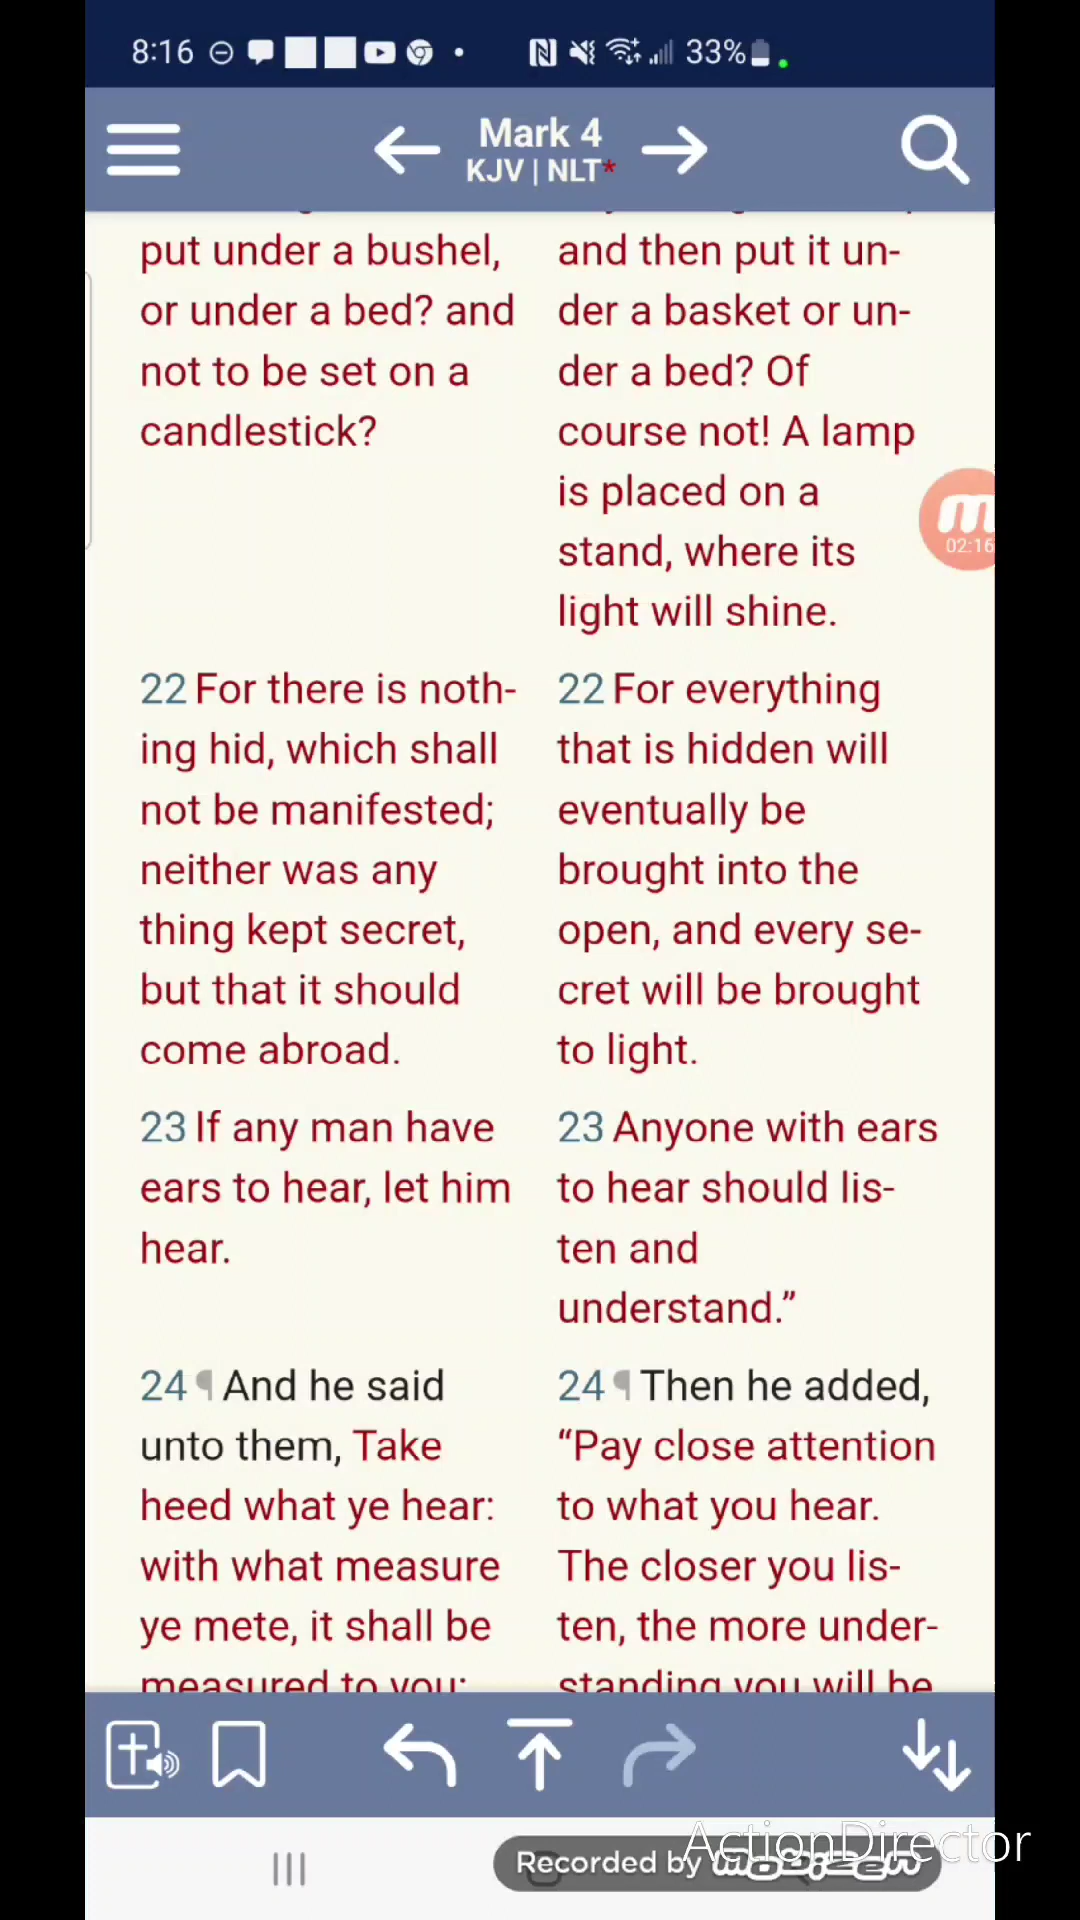 8:16
33%
Mark 4
KJV | NLT*
put under a bushel,
or under a bed? and
not to be set on a
candlestick?
22 For there is noth-
ing hid, which shall
not be manifested;
neither was any
thing kept secret,
but that it should
come abroad.
23 If any man have
ears to hear, let him
hear.
24 ¶ And he said
unto them, Take
heed what ye hear:
with what measure
ye mete, it shall be
measured to you:
and then put it un-
der a basket or un-
der a bed? Of
course not! A lamp
is placed on a
stand, where its
light will shine.
22 For everything
that is hidden will
eventually be
brought into the
open, and every se-
cret will be brought
to light.
23 Anyone with ears
to hear should lis-
ten and
understand.”
24 ¶ Then he added,
“Pay close attention
to what you hear.
The closer you lis-
ten, the more under-
standing you will be
m
02:16
ActionDirector
Recorded by mobizen